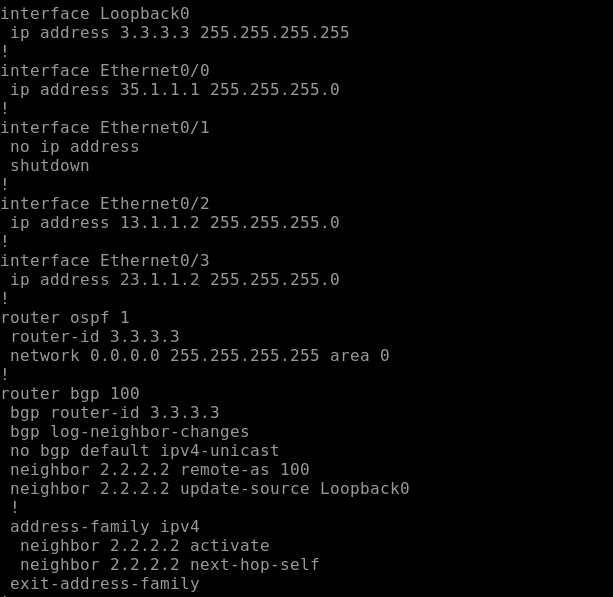 interface Loopback0
 ip address 3.3.3.3 255.255.255.255
!
interface Ethernet0/0
 ip address 35.1.1.1 255.255.255.0
!
interface Ethernet0/1
 no ip address
 shutdown
!
interface Ethernet0/2
 ip address 13.1.1.2 255.255.255.0
!
interface Ethernet0/3
 ip address 23.1.1.2 255.255.255.0
!
router ospf 1
 router-id 3.3.3.3
 network 0.0.0.0 255.255.255.255 area 0
!
router bgp 100
 bgp router-id 3.3.3.3
 bgp log-neighbor-changes
 no bgp default ipv4-unicast
 neighbor 2.2.2.2 remote-as 100
 neighbor 2.2.2.2 update-source Loopback0
 !
 address-family ipv4
  neighbor 2.2.2.2 activate
  neighbor 2.2.2.2 next-hop-self
 exit-address-family